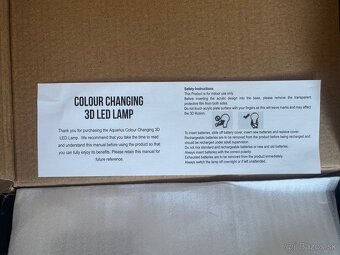 COLOUR CHANGING
3D LED LAMP
Thank you for purchasing the Aquarius Colour Changing 3D
LED Lamp. We recommend that you take the time to read
and understand this manual before using the product so that
you can fully enjoy its benefits. Please retain this manual for
future reference.
Safety Instructions
This Product is for indoor use only.
Before inserting the acrylic design into the base, please remove the transparent
protective film from both sides.
Do not touch acrylic plate surface with your fingers as this will leave marks and may affect
the 3D illusion.
To insert batteries, slide off battery cover, insert new batteries and replace cover.
Rechargeable batteries are to be removed from the product before being recharged and
should be recharged under adult supervision.
Do not mix standard and rechargeable batteries or new and old batteries.
Always insert batteries with the correct polarity.
Exhausted batteries are to be removed from the product immediately.
Always switch the lamp off overnight or if not used.